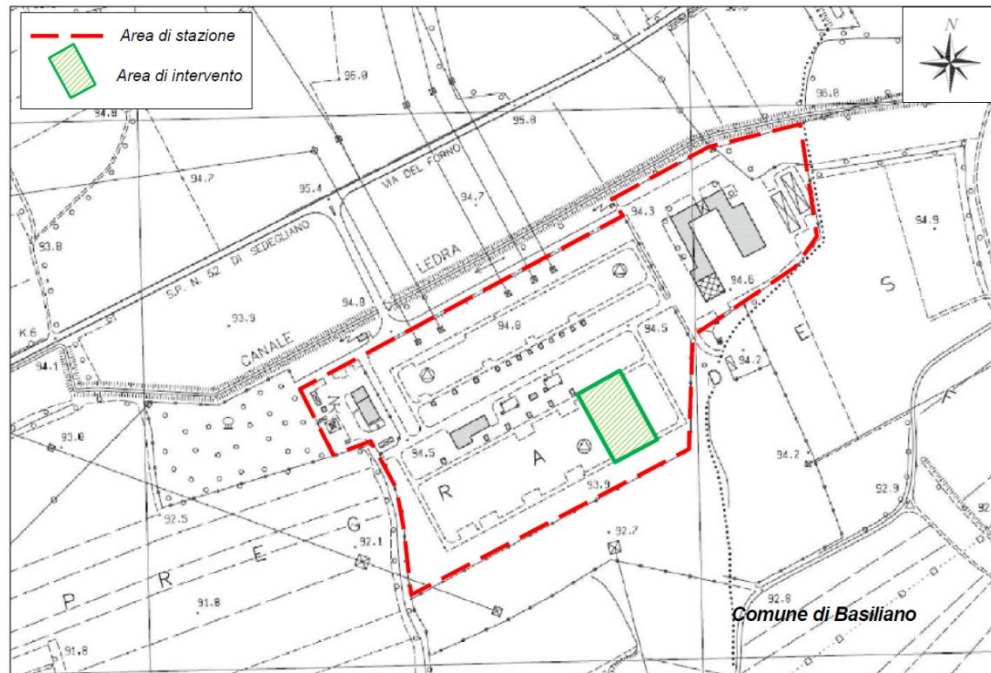 Area di stazione
Area di intervento
N
96.0
96.0
95.8
94.8
94.7
95.4
VIA DEL FORNO
94.7
94.3
94.9
S.P. N. 52 DI SEDEGLIANO
LEDRA
93.8
94.6
S
K.6
93.9
94.8
94.8
94.5
E
CANALE
94.1
94.2
D
94.5
A
94.2
R
93.9
92.9
92.5
G
92.1
92.7
E
R
P
91.8
92.8
Comune di Basiliano
91.8